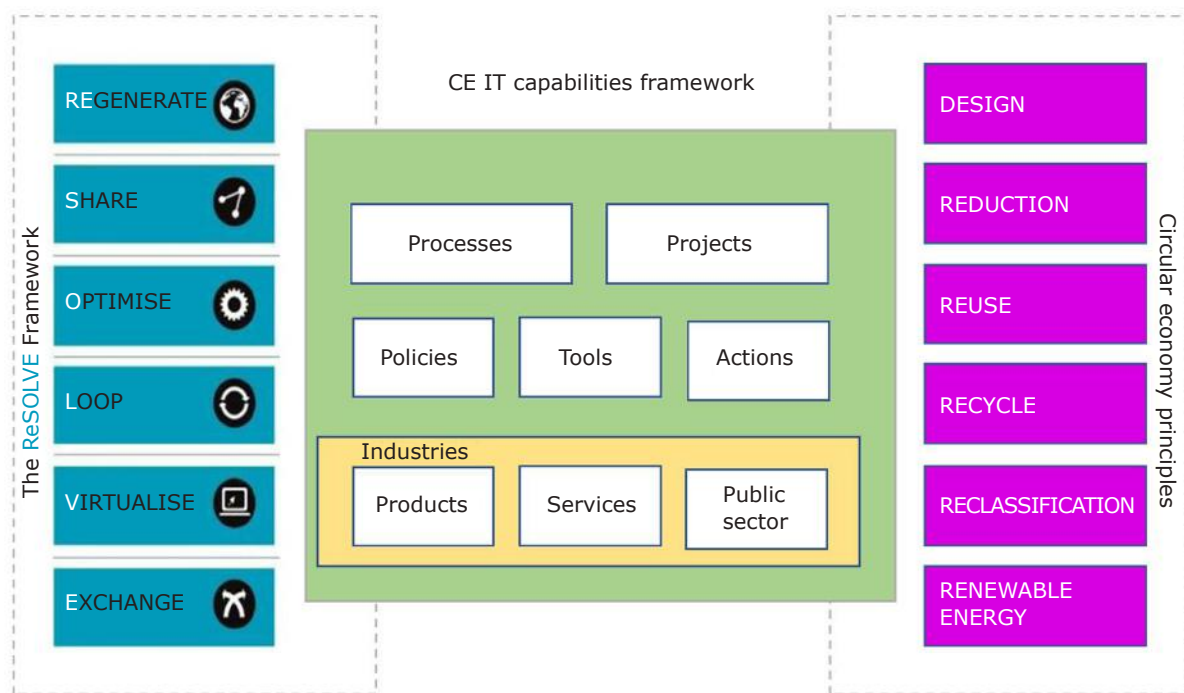 CE IT capabilities framework
The ReSOLVE Framework
REGENERATE
SHARE
OPTIMISE
LOOP
VIRTUALISE
EXCHANGE
Processes
Projects
Policies
Tools
Actions
Industries
Products
Services
Public
sector
DESIGN
REDUCTION
REUSE
RECYCLE
RECLASSIFICATION
RENEWABLE
ENERGY
Circular economy principles